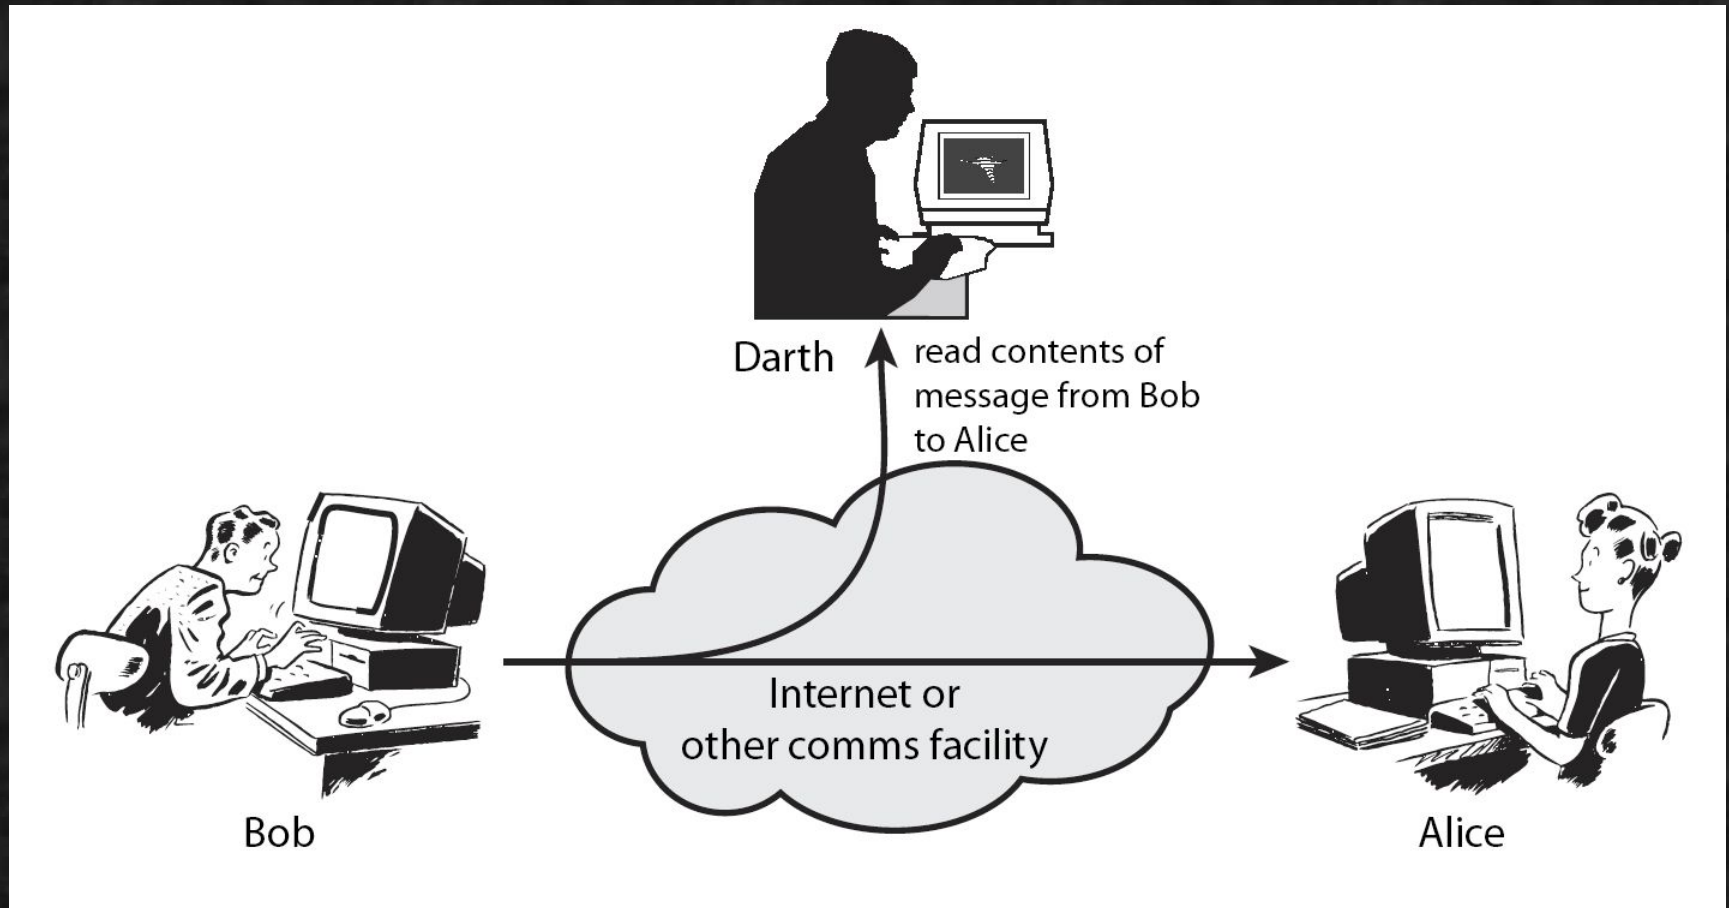 Darth
read contents of
message from Bob
to Alice
Internet or
other comms facility
Bob
Alice